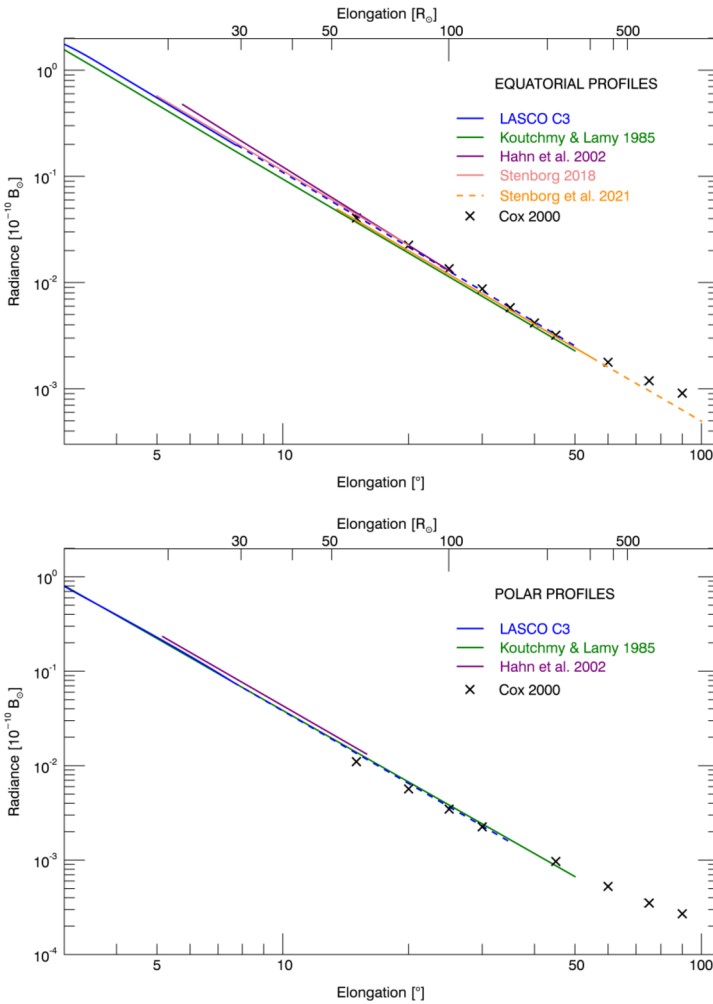 Elongation [R☉]
30 50 100 500
EQUATORIAL PROFILES
LASCO C3
Koutchmy & Lamy 1985
Hahn et al. 2002
Stenborg 2018
Stenborg et al. 2021
Cox 2000
Radiance [10⁻¹⁰ B☉]
10⁰
10⁻¹
10⁻²
10⁻³
5 10 50 100
Elongation [°]
Elongation [R☉]
30 50 100 500
POLAR PROFILES
LASCO C3
Koutchmy & Lamy 1985
Hahn et al. 2002
Cox 2000
Radiance [10⁻¹⁰ B☉]
10⁰
10⁻¹
10⁻²
10⁻³
10⁻⁴
5 10 50 100
Elongation [°]